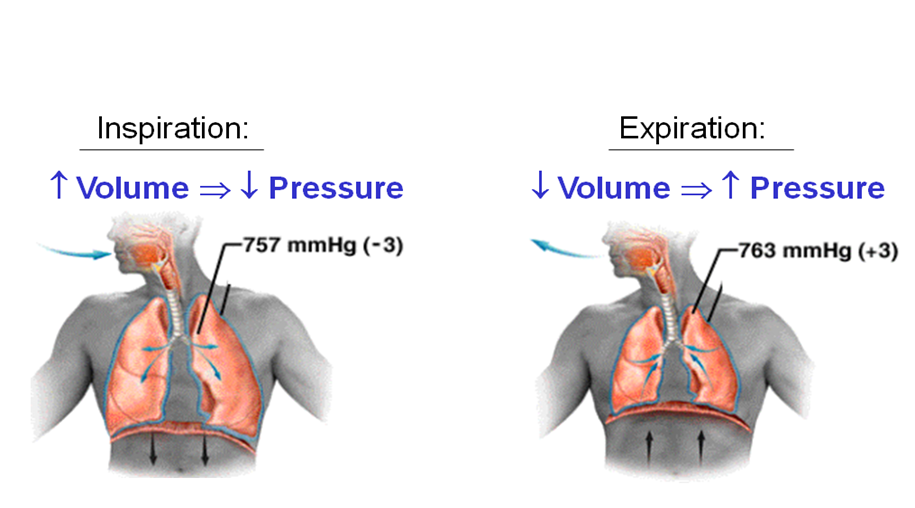 Inspiration:
↑ Volume ⇒ ↓ Pressure
757 mmHg (-3)
Expiration:
↓ Volume ⇒ ↑ Pressure
763 mmHg (+3)